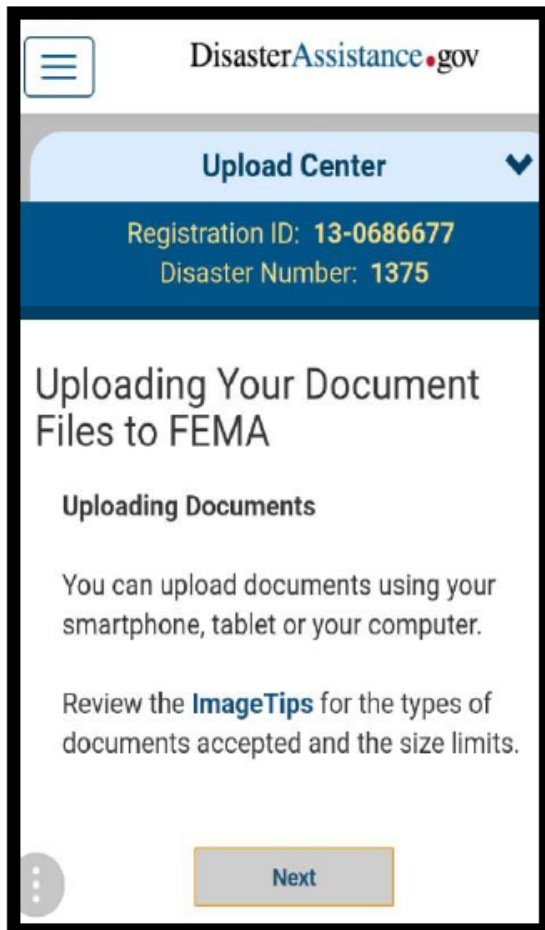 DisasterAssistance.gov
Upload Center
Registration ID: 13-0686677
Disaster Number: 1375
Uploading Your Document
Files to FEMA
Uploading Documents
You can upload documents using your
smartphone, tablet or your computer.
Review the ImageTips for the types of
documents accepted and the size limits.
Next